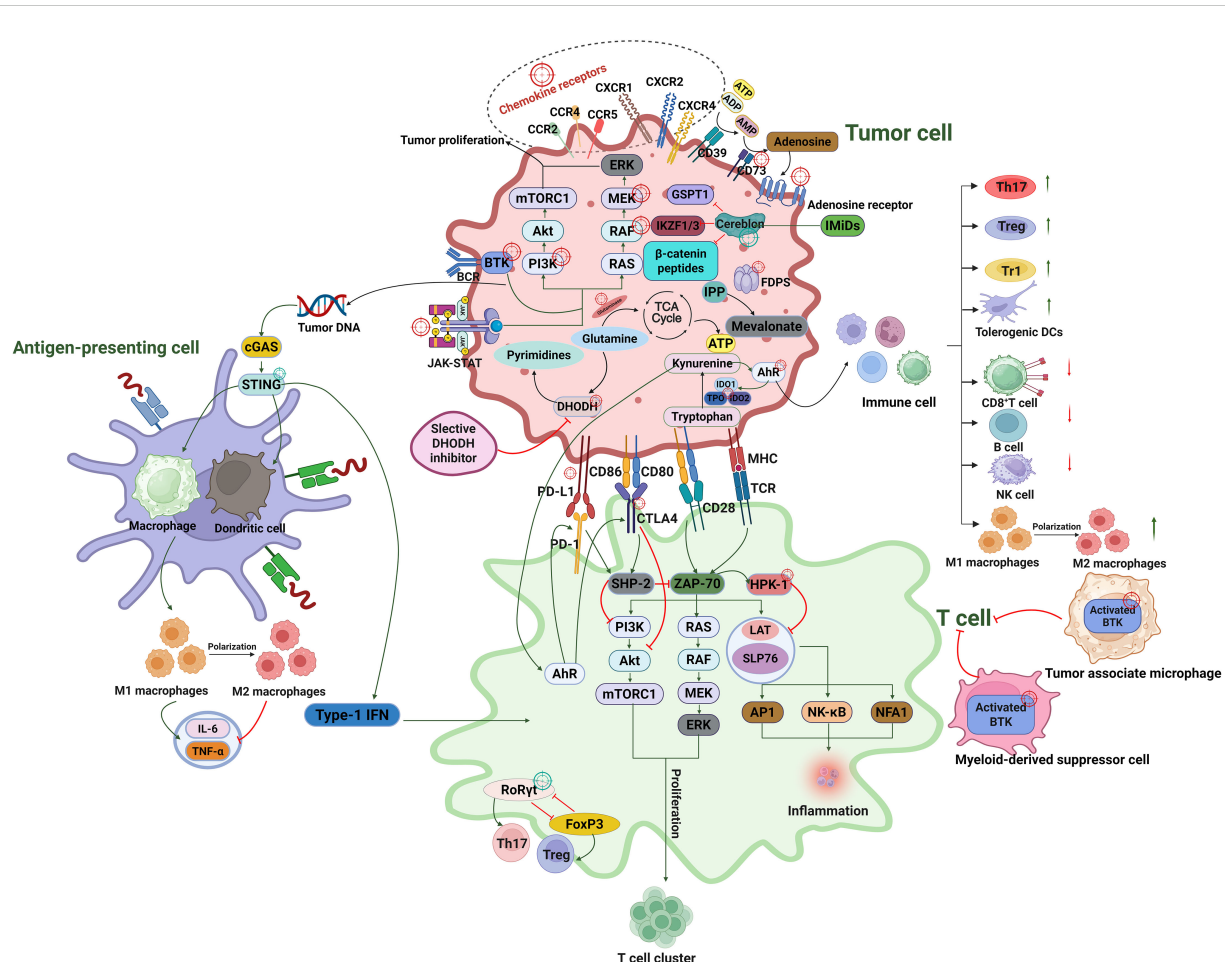 Chemokine receptors
CXCR1
CXCR2
CCR4
CCR5
CXCR4
CCR2
ATP
ADP
AMP
CD39
CD73
Adenosine
Tumor cell
Tumor proliferation
ERK
mTORC1
MEK
GSPT1
Adenosine receptor
Akt
RAF
IKZF1/3
Cereblon
IMiDs
BTK
BCR
PI3K
RAS
β-catenin
peptides
IPP
FDPS
Tumor DNA
JAK
JAK
JAK-STAT
P
P
P
P
TCA
Cycle
Mevalonate
Glutamine
ATP
Pyrimidines
Kynurenine
AhR
IDO1
TPO
IDO2
Tryptophan
DHODH
Slective
DHODH
inhibitor
Immune cell
Th17
Treg
Tr1
Tolerogenic DCs
CD8⁺T cell
B cell
NK cell
Polarization
M1 macrophages
M2 macrophages
Antigen-presenting cell
cGAS
STING
Macrophage
Dondritic cell
Polarization
M1 macrophages
M2 macrophages
IL-6
TNF-α
Type-1 IFN
PD-L1
PD-1
CD86
CD80
CTLA4
CD28
MHC
TCR
SHP-2
ZAP-70
HPK-1
PI3K
RAS
LAT
SLP76
Akt
RAF
AhR
mTORC1
MEK
ERK
AP1
NK-κB
NFA1
Inflammation
RoRγt
FoxP3
Th17
Treg
Proliferation
T cell cluster
T cell
Activated
BTK
Tumor associate microphage
Activated
BTK
Myeloid-derived suppressor cell